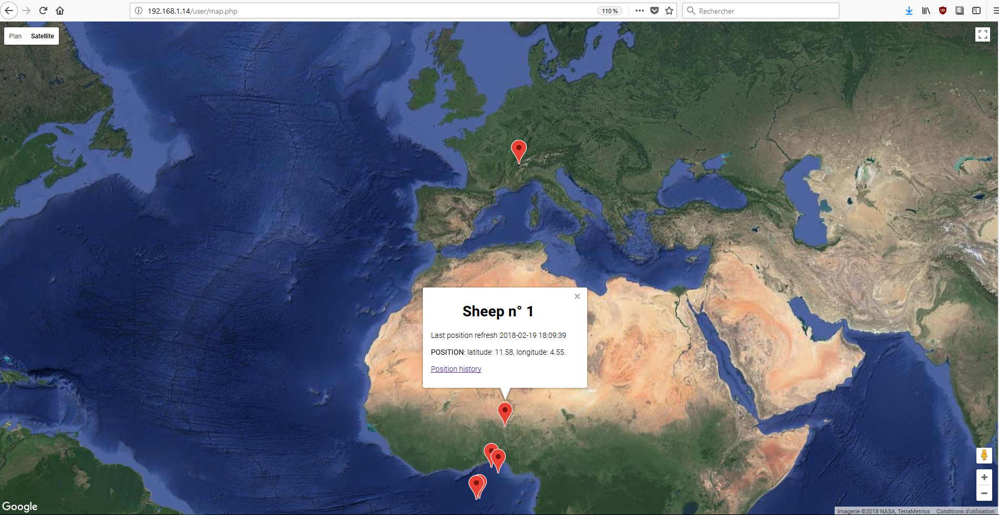 192.168.1.14/user/map.php
110 %
Rechercher
Plan
Satellite
Sheep n° 1
Last position refresh 2018-02-19 18:09:39
POSITION: latitude: 11.58, longitude: 4.55.
Position history
Google
Imagerie ©2018 NASA, TerraMetrics
Conditions d'utilisation